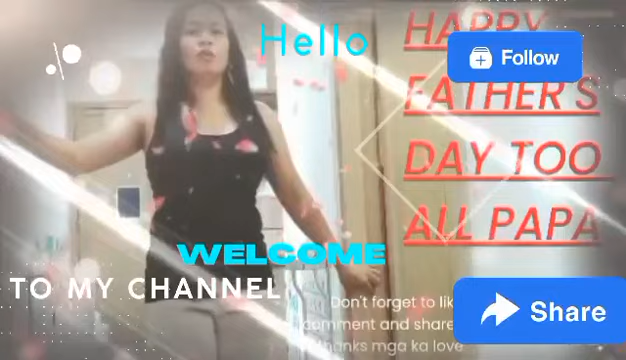 Hello
HAPPY
Follow
FATHER'S
DAY TOO
ALL PAPA
WELCOME
TO MY CHANNEL
Don't forget to lik
comment and share
thanks mga ka love
Share